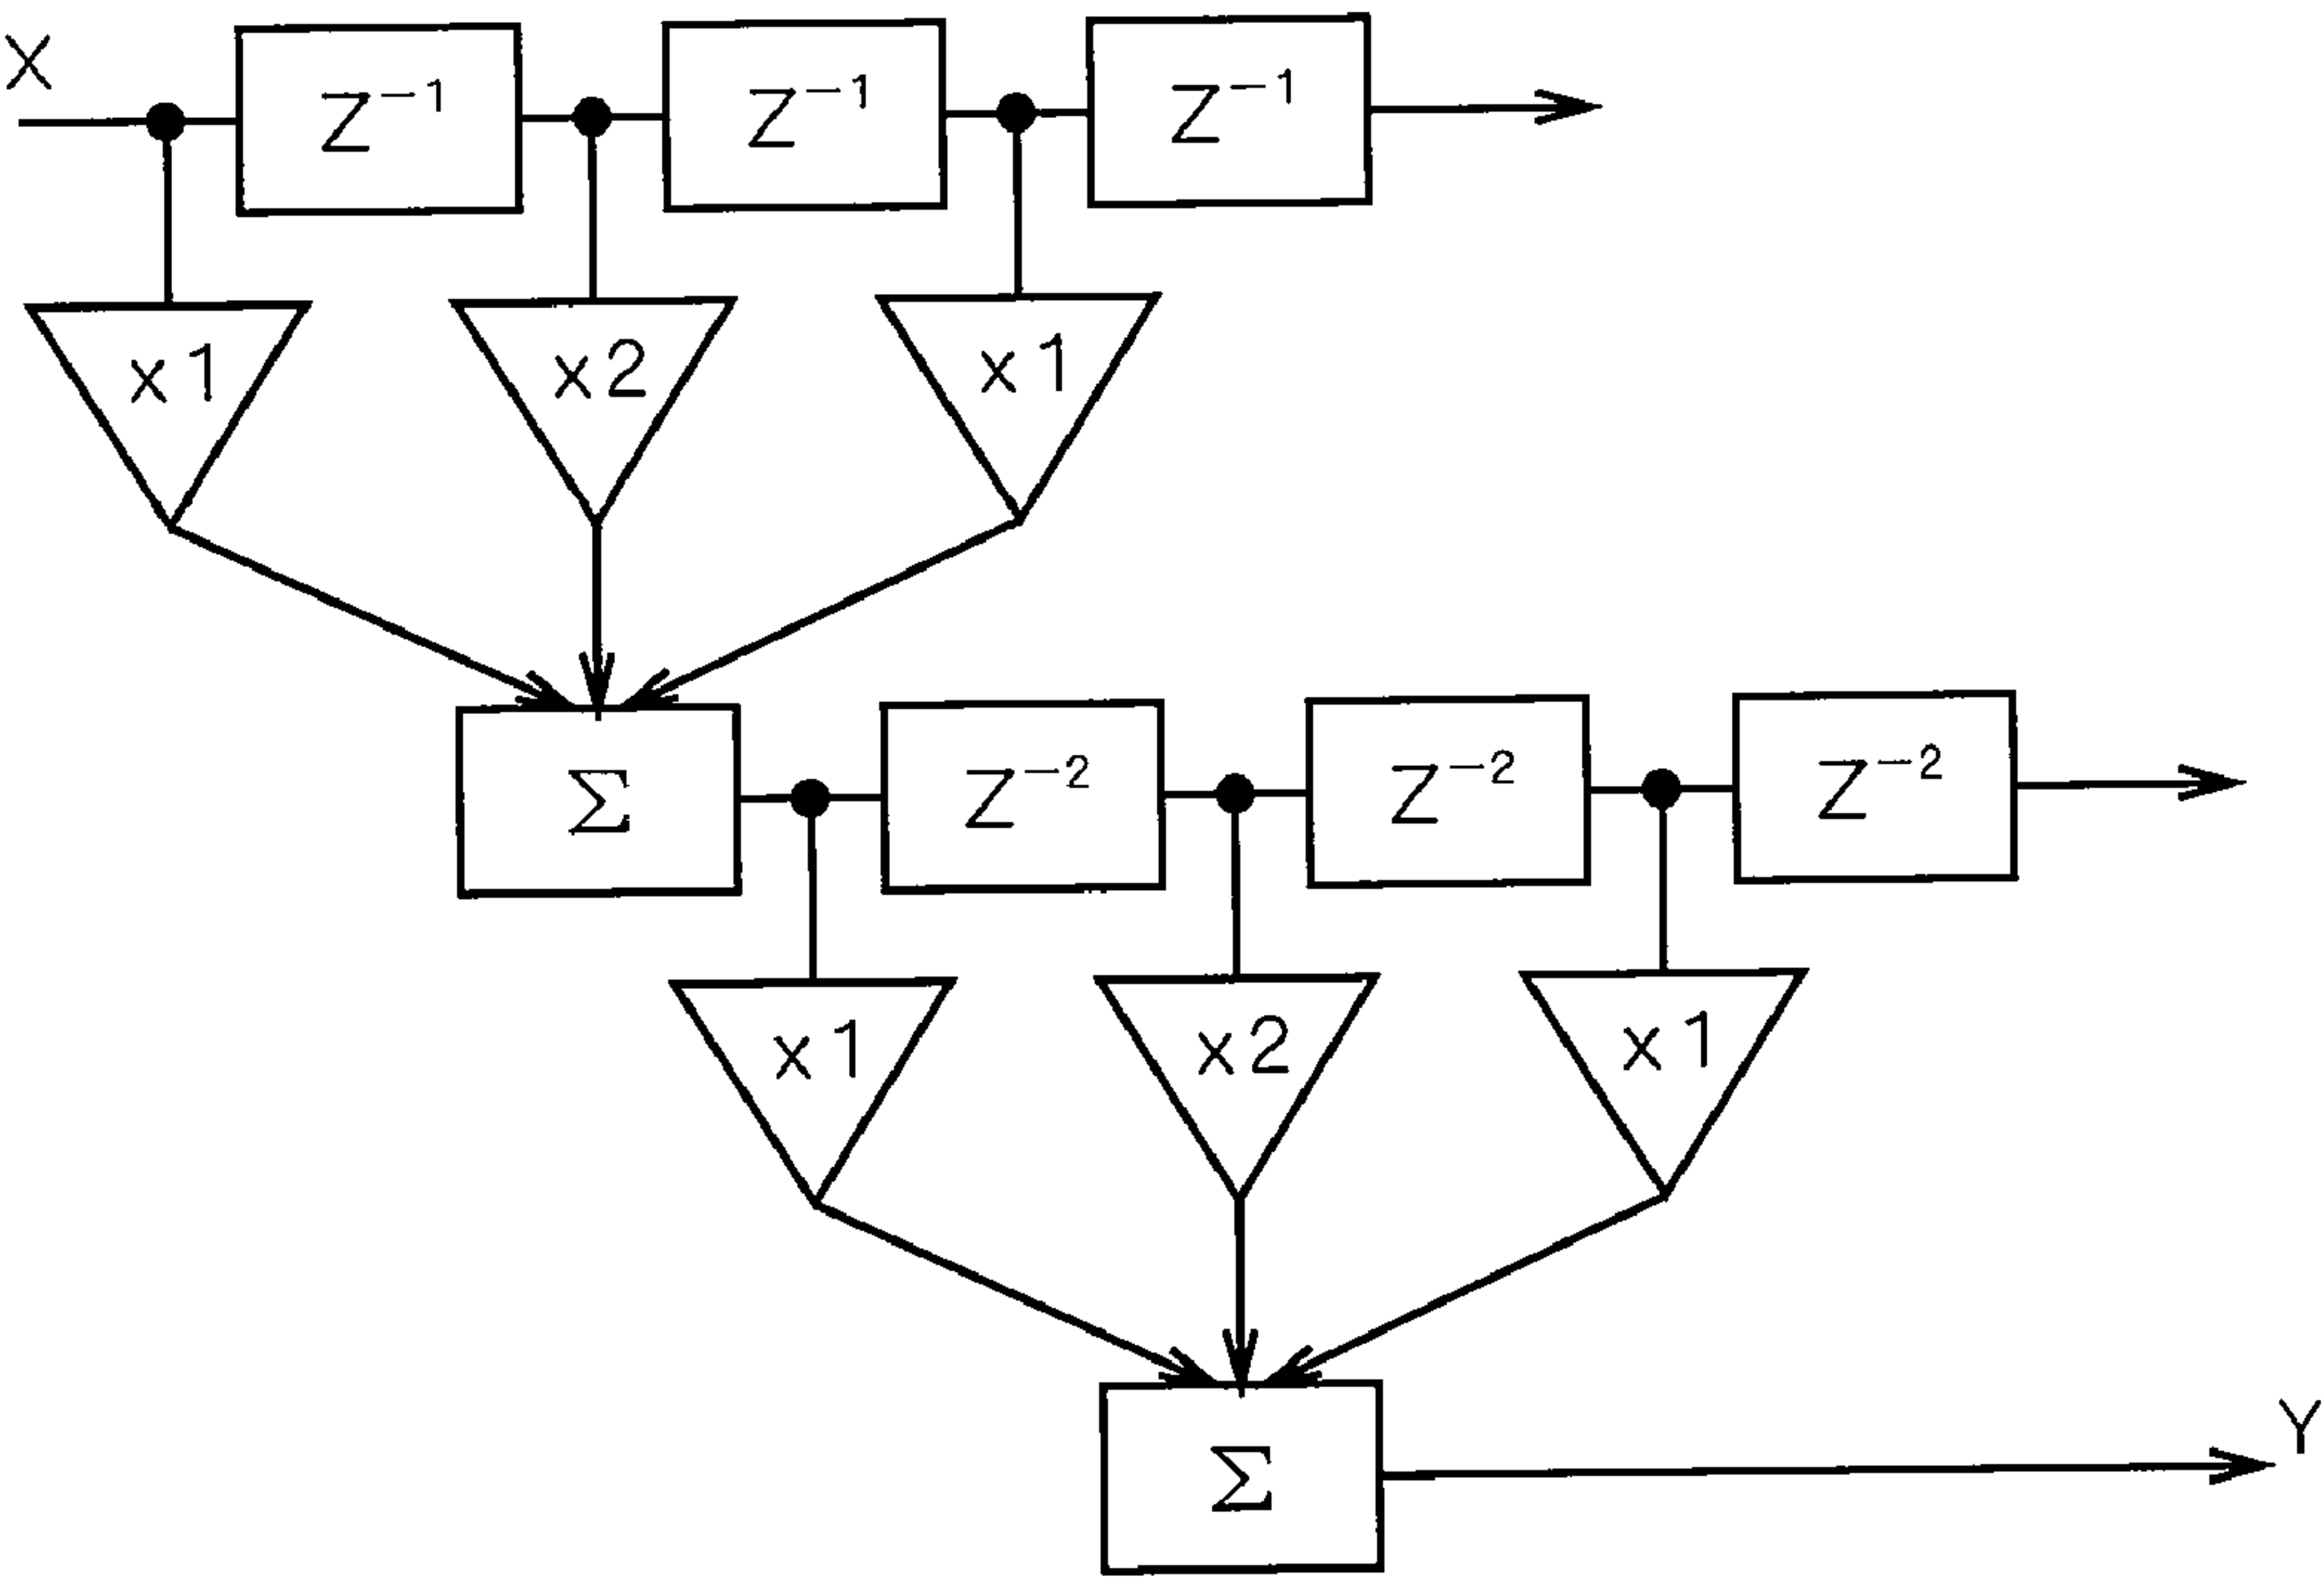 X
Z⁻¹ Z⁻¹ Z⁻¹
x1 x2 x1
Σ Z⁻² Z⁻² Z⁻²
x1 x2 x1
Σ
Y